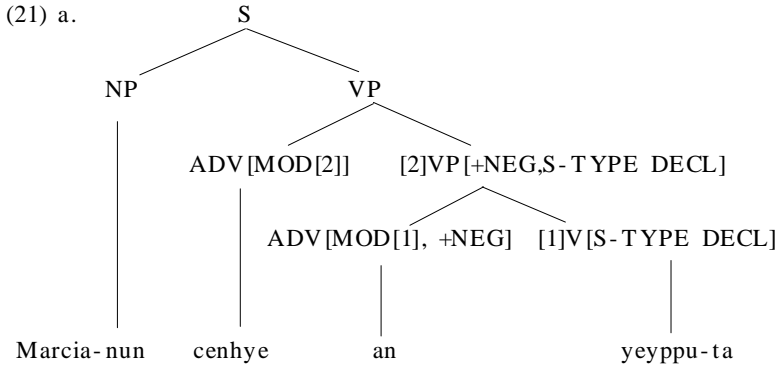 (21) a. S
NP VP
ADV[MOD[2]] [2]VP[+NEG,S-TYPE DECL]
ADV[MOD[1], +NEG] [1]V[S-TYPE DECL]
Marcia-nun cenhye an yeyppu-ta